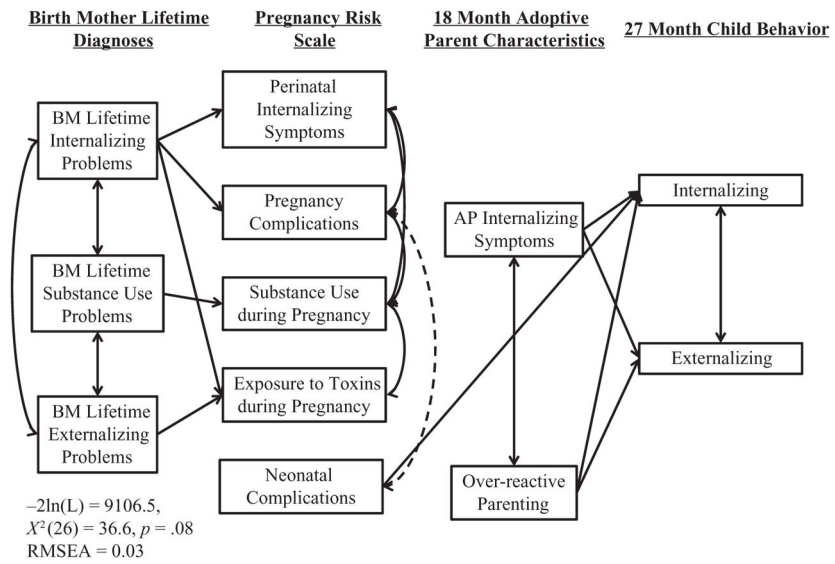 Birth Mother Lifetime
Diagnoses
Pregnancy Risk
Scale
18 Month Adoptive
Parent Characteristics
27 Month Child Behavior
BM Lifetime
Internalizing
Problems
BM Lifetime
Substance Use
Problems
BM Lifetime
Externalizing
Problems
Perinatal
Internalizing
Symptoms
Pregnancy
Complications
Substance Use
during Pregnancy
Exposure to Toxins
during Pregnancy
Neonatal
Complications
AP Internalizing
Symptoms
Over-reactive
Parenting
Internalizing
Externalizing
–2ln(L) = 9106.5,
X²(26) = 36.6, p = .08
RMSEA = 0.03